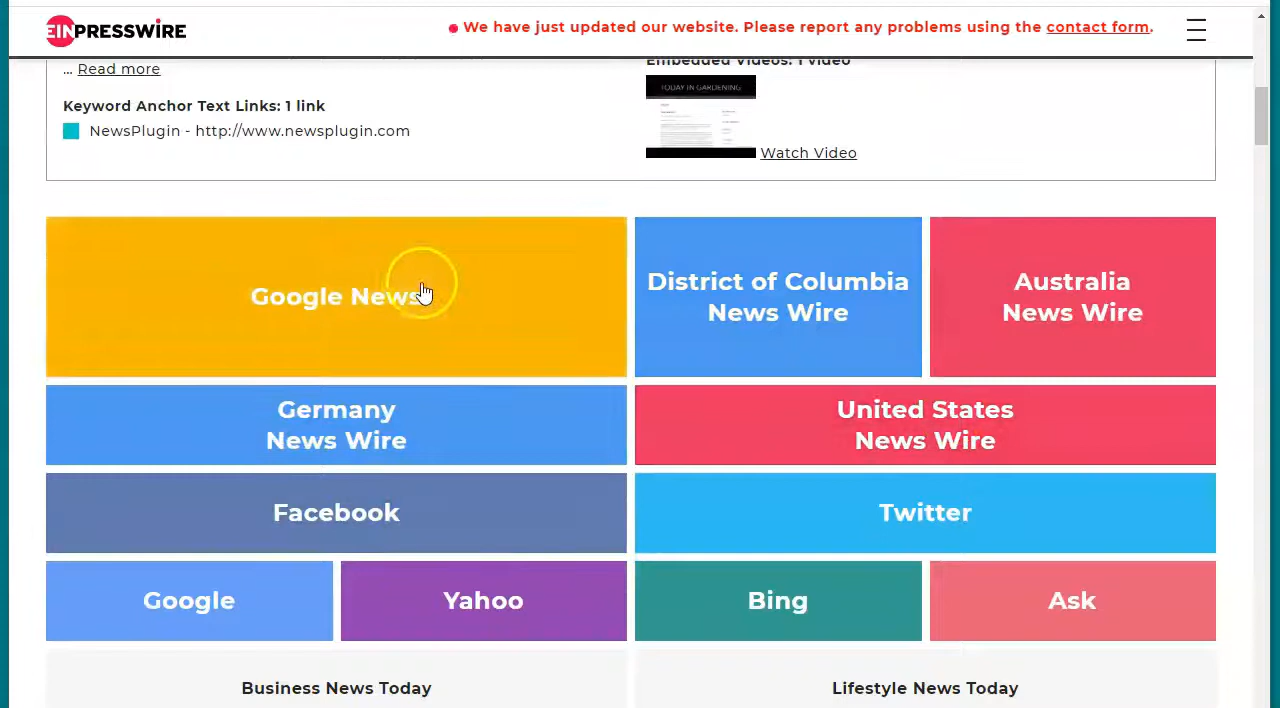 EINPRESSWIRE
We have just updated our website. Please report any problems using the contact form.
... Read more
Embedded Videos: 1 video
Keyword Anchor Text Links: 1 link
NewsPlugin - http://www.newsplugin.com
TODAY IN GARDENING
Watch Video
Google News
District of Columbia
News Wire
Australia
News Wire
Germany
News Wire
United States
News Wire
Facebook
Twitter
Google
Yahoo
Bing
Ask
Business News Today
Lifestyle News Today